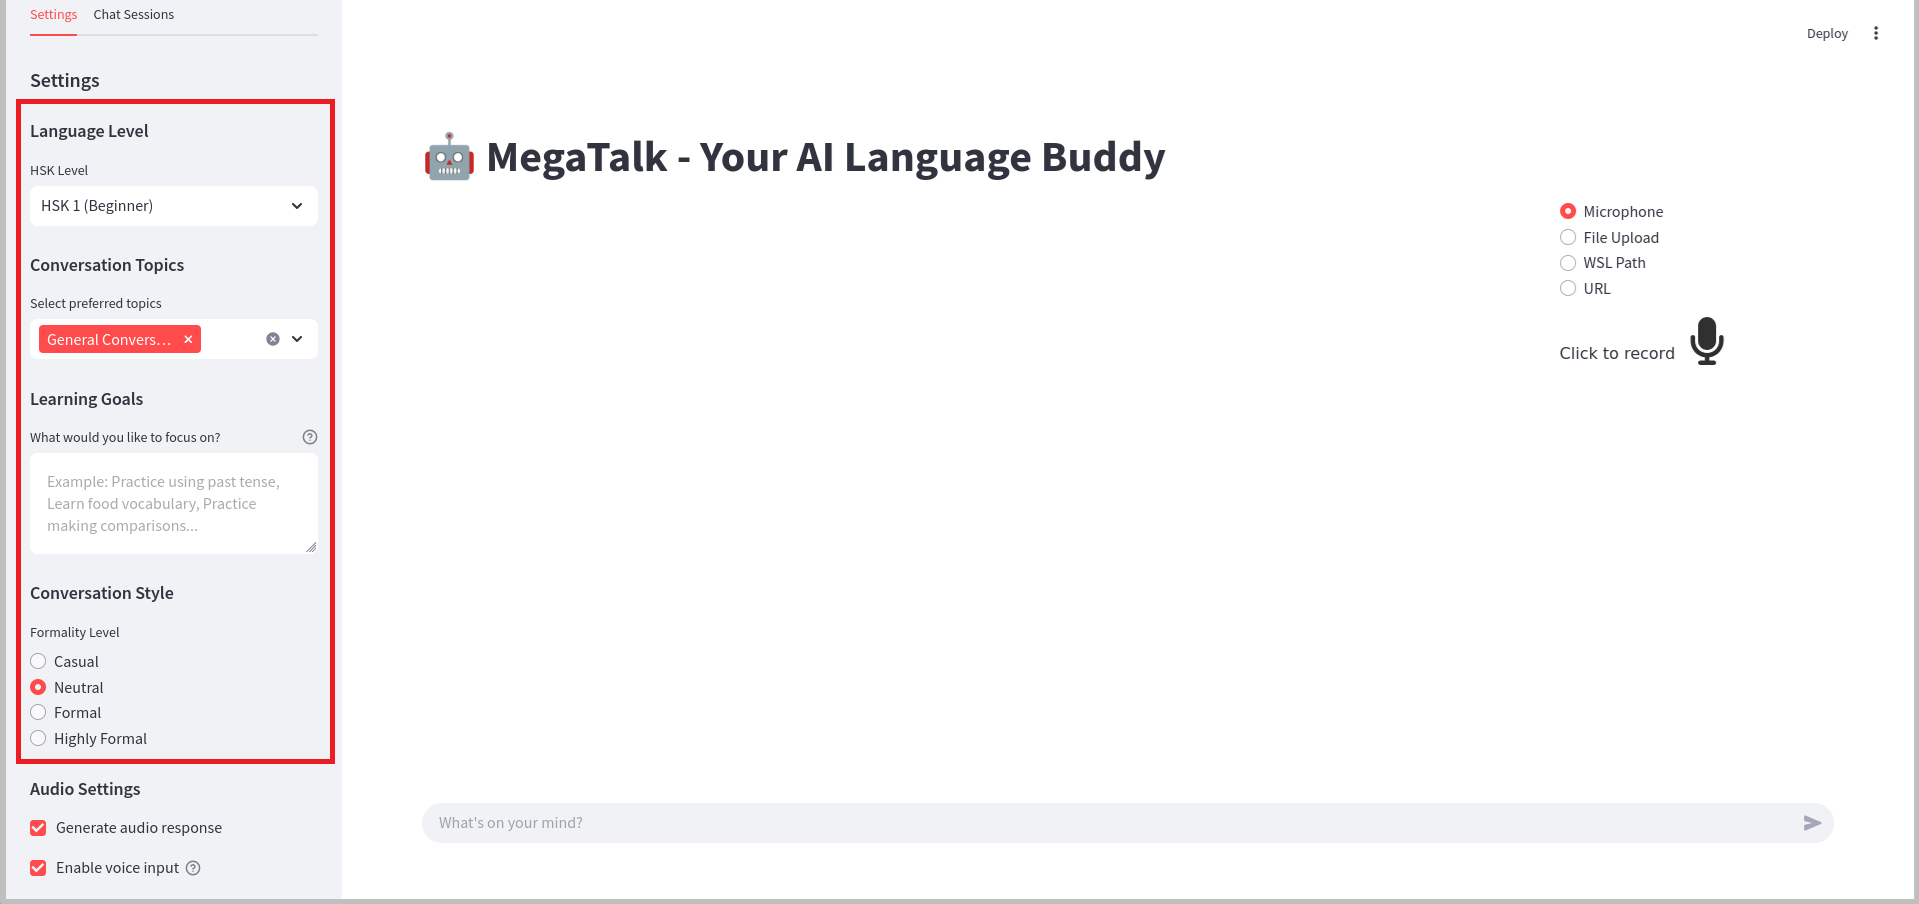 Settings Chat Sessions
Settings
Language Level
HSK Level
HSK 1 (Beginner)
Conversation Topics
Select preferred topics
General Convers...
Learning Goals
What would you like to focus on?
Example: Practice using past tense,
Learn food vocabulary, Practice
making comparisons...
Conversation Style
Formality Level
Casual
Neutral
Formal
Highly Formal
Audio Settings
Generate audio response
Enable voice input
Deploy
MegaTalk - Your AI Language Buddy
Microphone
File Upload
WSL Path
URL
Click to record
What's on your mind?